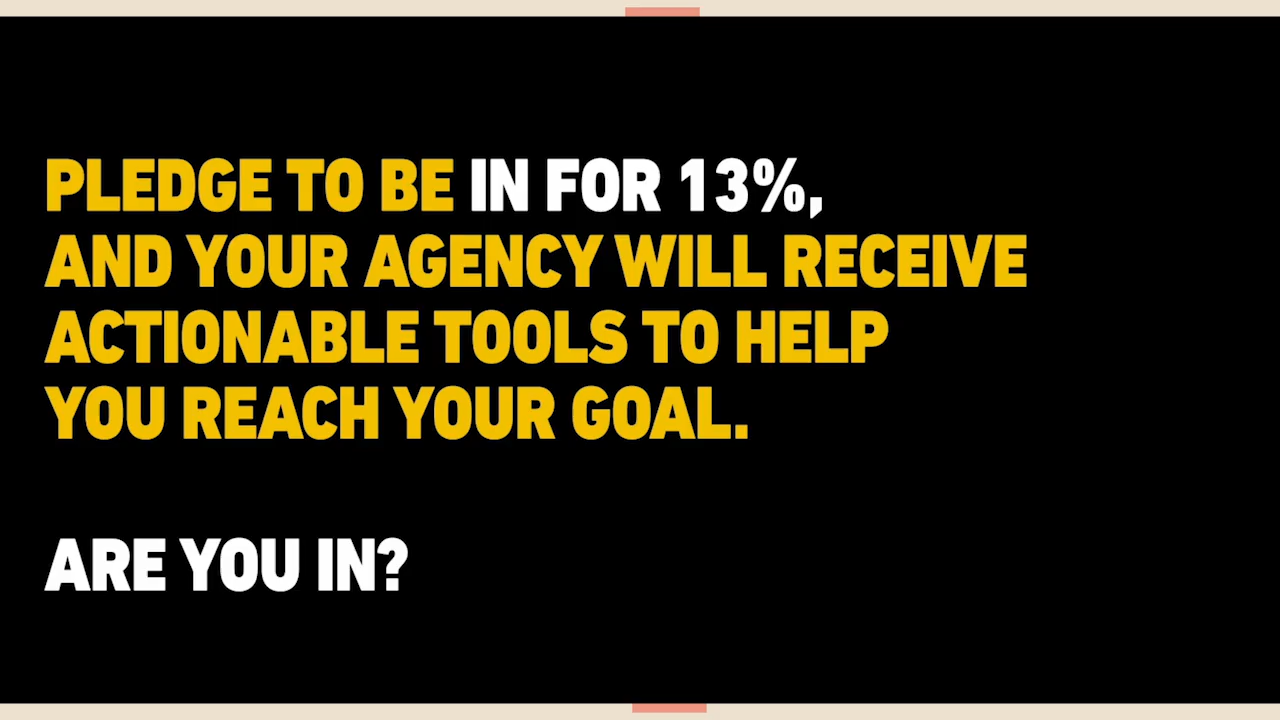 PLEDGE TO BE IN FOR 13%,
AND YOUR AGENCY WILL RECEIVE
ACTIONABLE TOOLS TO HELP
YOU REACH YOUR GOAL.
ARE YOU IN?